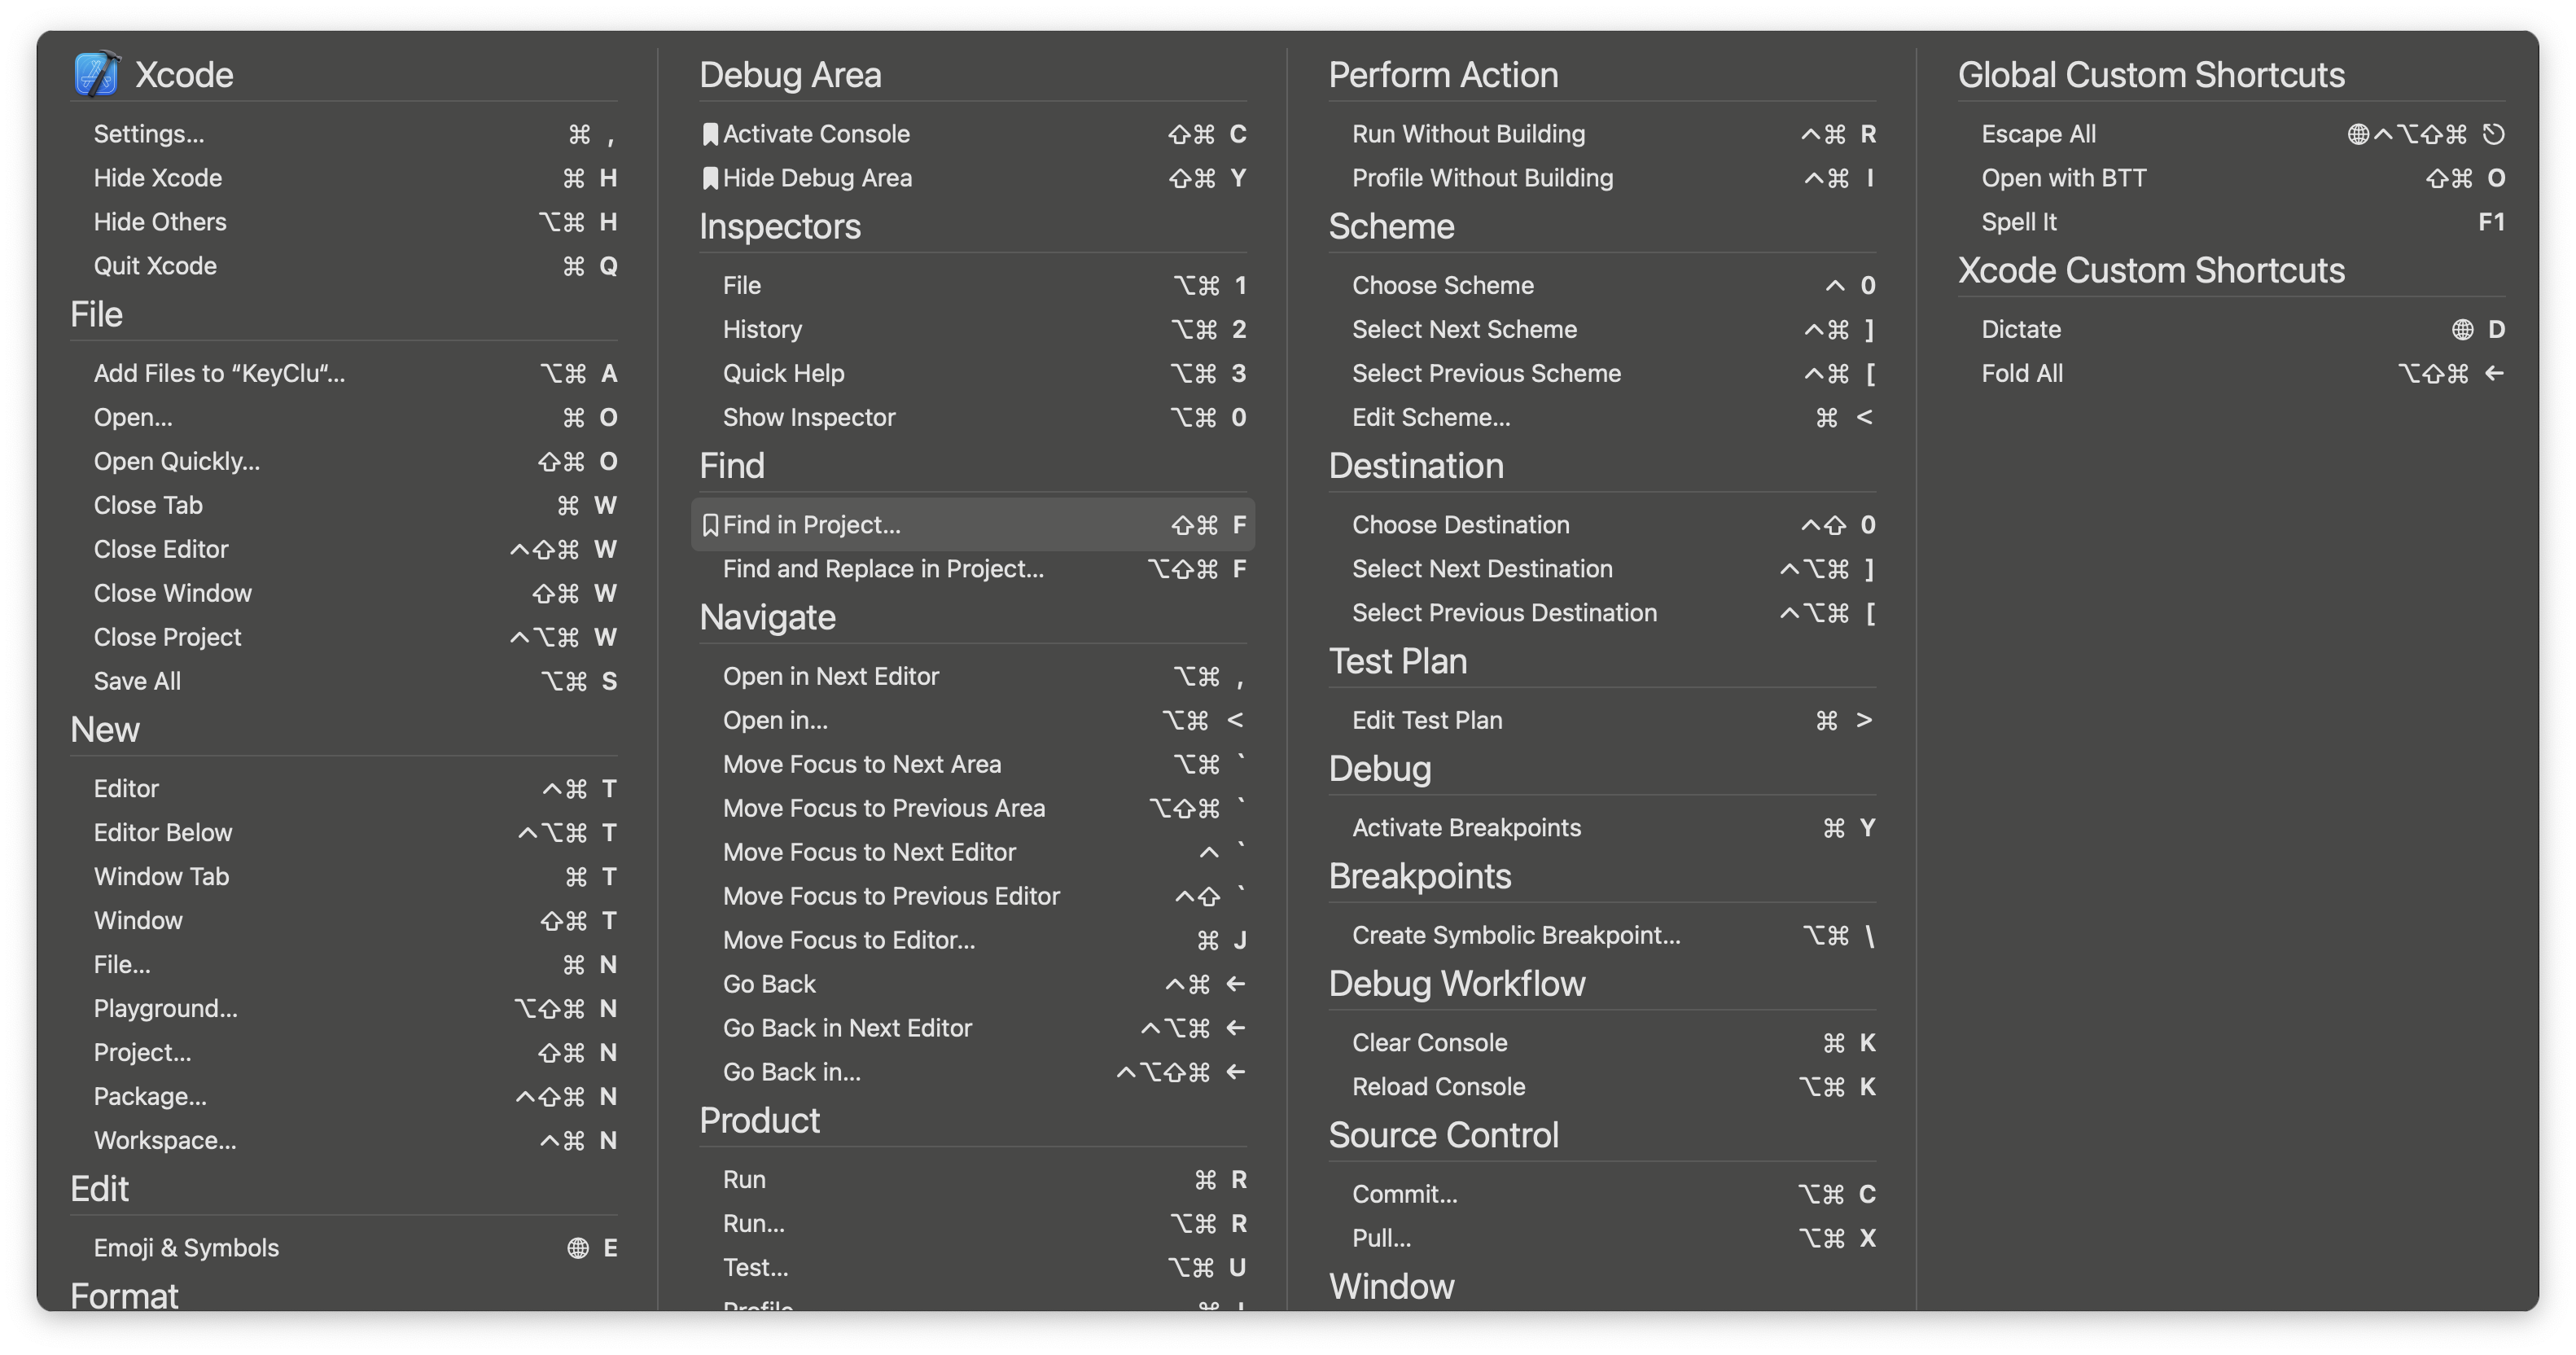 Xcode
Settings... ⌘ ,
Hide Xcode ⌘ H
Hide Others ⌥⌘ H
Quit Xcode ⌘ Q
File
Add Files to “KeyClu“... ⌥⌘ A
Open... ⌘ O
Open Quickly... ⇧⌘ O
Close Tab ⌘ W
Close Editor ^⇧⌘ W
Close Window ⇧⌘ W
Close Project ^⌥⌘ W
Save All ⌥⌘ S
New
Editor ^⌘ T
Editor Below ^⌥⌘ T
Window Tab ⌘ T
Window ⇧⌘ T
File... ⌘ N
Playground... ⌥⇧⌘ N
Project... ⇧⌘ N
Package... ^⇧⌘ N
Workspace... ^⌘ N
Edit
Emoji & Symbols 🌐 E
Format
Debug Area
Activate Console ⇧⌘ C
Hide Debug Area ⇧⌘ Y
Inspectors
File ⌥⌘ 1
History ⌥⌘ 2
Quick Help ⌥⌘ 3
Show Inspector ⌥⌘ 0
Find
Find in Project... ⇧⌘ F
Find and Replace in Project... ⌥⇧⌘ F
Navigate
Open in Next Editor ⌥⌘ ,
Open in... ⌥⌘ <
Move Focus to Next Area ⌥⌘ `
Move Focus to Previous Area ⌥⇧⌘ `
Move Focus to Next Editor ^ `
Move Focus to Previous Editor ^⇧ `
Move Focus to Editor... ⌘ J
Go Back ^⌘ ←
Go Back in Next Editor ^⌥⌘ ←
Go Back in... ^⌥⇧⌘ ←
Product
Run ⌘ R
Run... ⌥⌘ R
Test... ⌥⌘ U
Profile ⌘ I
Perform Action
Run Without Building ^⌘ R
Profile Without Building ^⌘ I
Scheme
Choose Scheme ^ 0
Select Next Scheme ^⌘ ]
Select Previous Scheme ^⌘ [
Edit Scheme... ⌘ <
Destination
Choose Destination ^⇧ 0
Select Next Destination ^⌥⌘ ]
Select Previous Destination ^⌥⌘ [
Test Plan
Edit Test Plan ⌘ >
Debug
Activate Breakpoints ⌘ Y
Breakpoints
Create Symbolic Breakpoint... ⌥⌘ \
Debug Workflow
Clear Console ⌘ K
Reload Console ⌥⌘ K
Source Control
Commit... ⌥⌘ C
Pull... ⌥⌘ X
Window
Global Custom Shortcuts
Escape All 🌐^⌥⇧⌘ ⎋
Open with BTT ⇧⌘ O
Spell It F1
Xcode Custom Shortcuts
Dictate 🌐 D
Fold All ⌥⇧⌘ ←